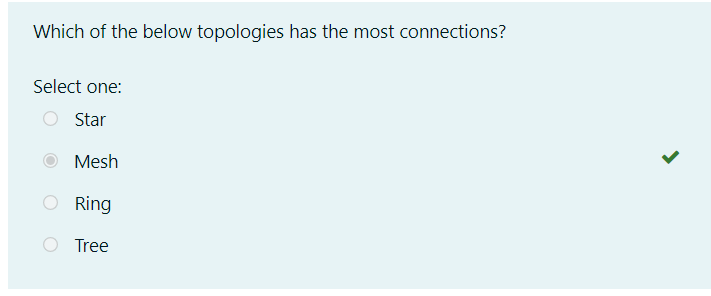 Which of the below topologies has the most connections?
Select one:
Star
Mesh
Ring
Tree